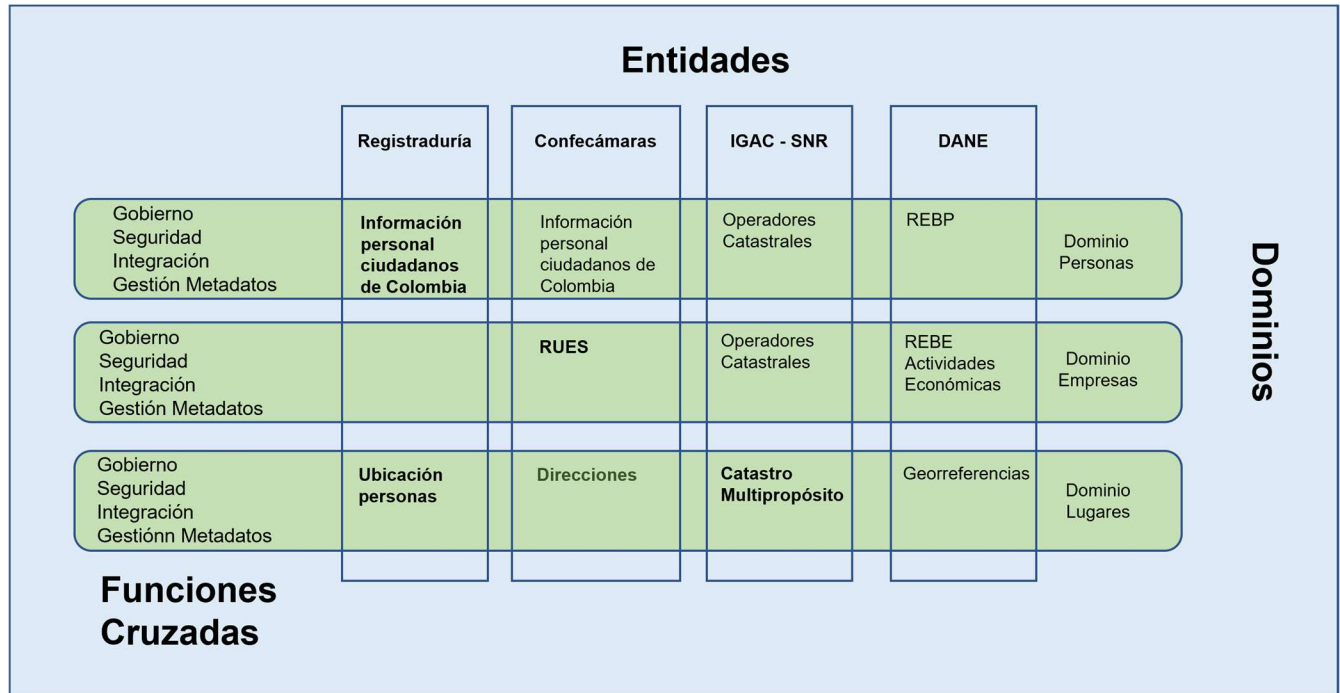 Entidades
Registraduría
Confecámaras
IGAC - SNR
DANE
Gobierno
Seguridad
Integración
Gestión Metadatos
Información
personal
ciudadanos
de Colombia
Información
personal
ciudadanos de
Colombia
Operadores
Catastrales
REBP
Dominio
Personas
Gobierno
Seguridad
Integración
Gestión Metadatos
RUES
Operadores
Catastrales
REBE
Actividades
Económicas
Dominio
Empresas
Gobierno
Seguridad
Integración
Gestiónn Metadatos
Ubicación
personas
Direcciones
Catastro
Multipropósito
Georreferencias
Dominio
Lugares
Dominios
Funciones
Cruzadas